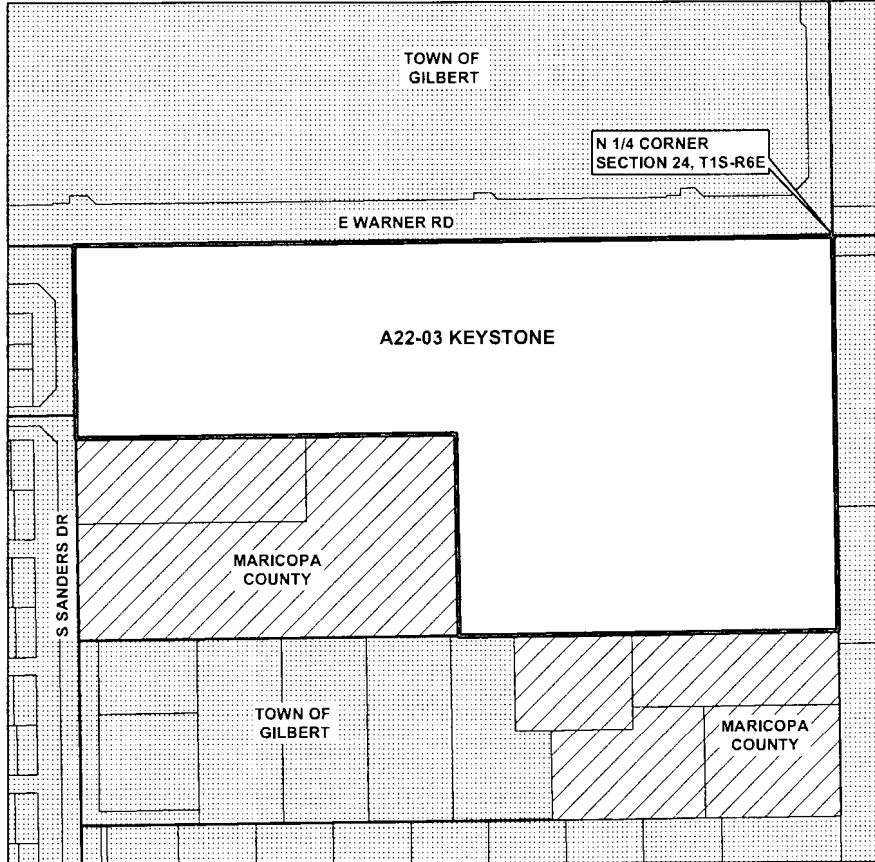 TOWN OF
GILBERT
N 1/4 CORNER
SECTION 24, T1S-R6E
E WARNER RD
A22-03 KEYSTONE
S SANDERS DR
MARICOPA
COUNTY
TOWN OF
GILBERT
MARICOPA
COUNTY